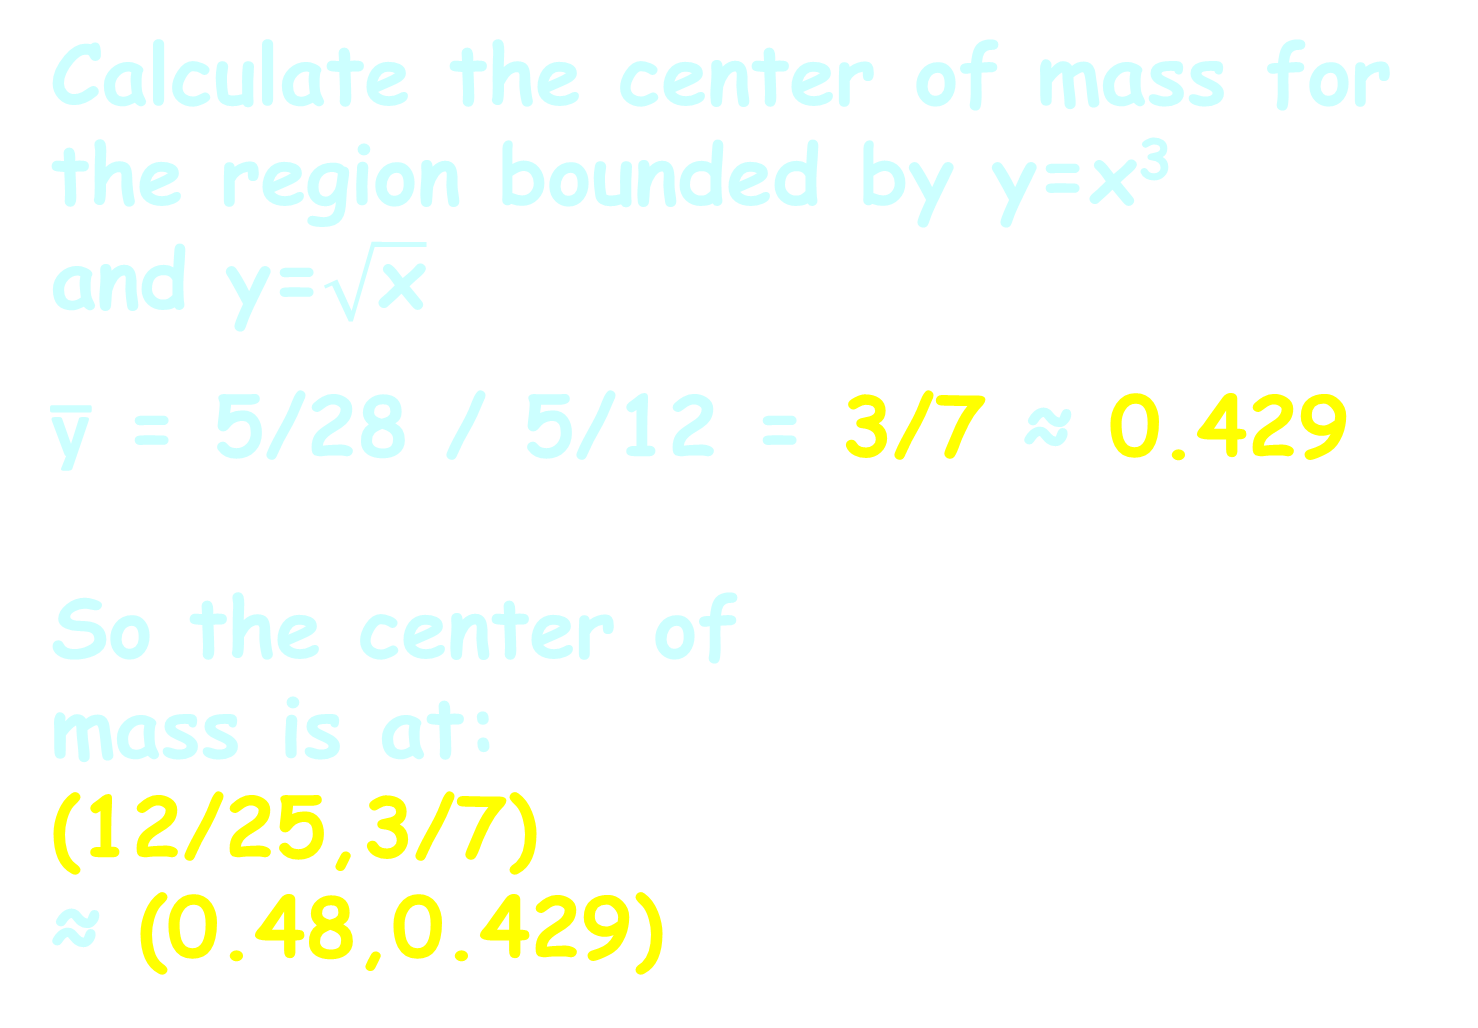 Calculate the center of mass for
the region bounded by y=x³
and y=√x
y̅ = 5/28 / 5/12 = 3/7 ≈ 0.429
So the center of
mass is at:
(12/25,3/7)
≈ (0.48,0.429)